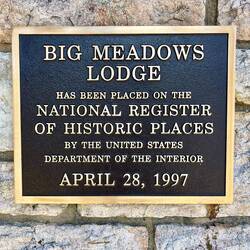 BIG MEADOWS
LODGE
HAS BEEN PLACED ON THE
NATIONAL REGISTER
OF HISTORIC PLACES
BY THE UNITED STATES
DEPARTMENT OF THE INTERIOR
APRIL 28, 1997